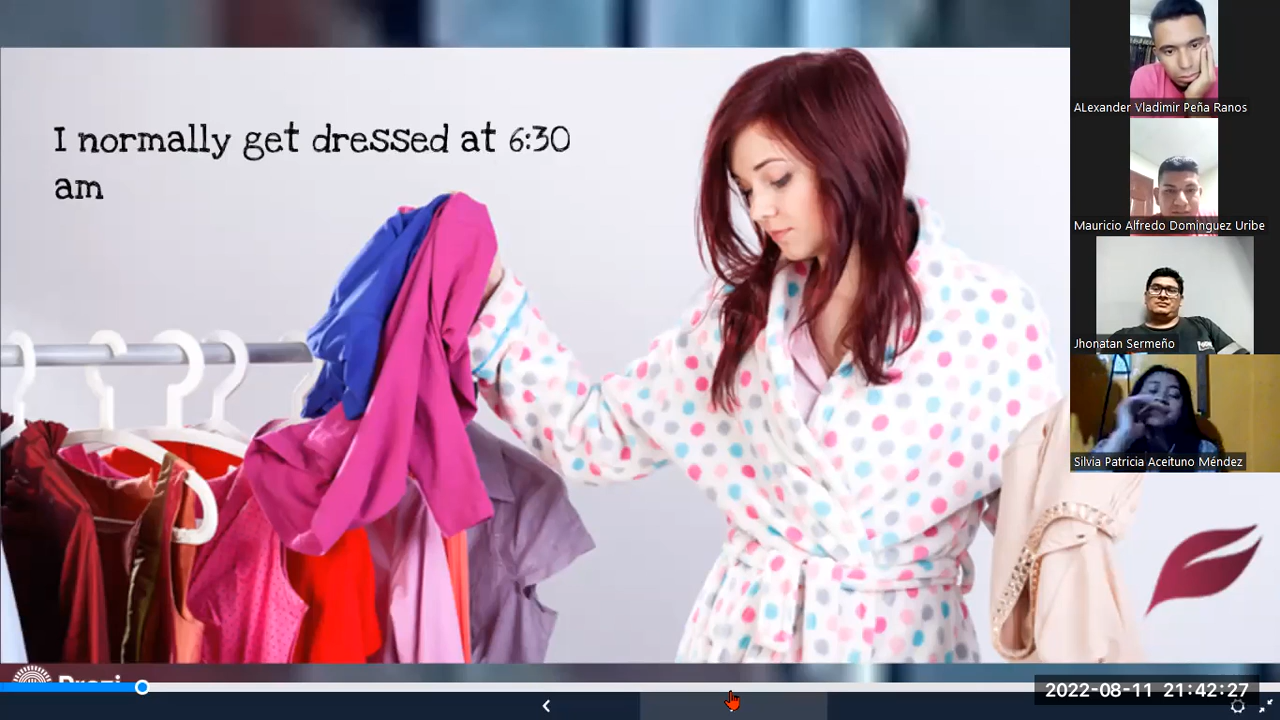 I normally get dressed at 6:30
am
ALexander Vladimir Peña Ranos
Mauricio Alfredo Dominguez Uribe
Jhonatan Sermeño
Silvia Patricia Aceituno Méndez
Prezi
2022-08-11 21:42:27